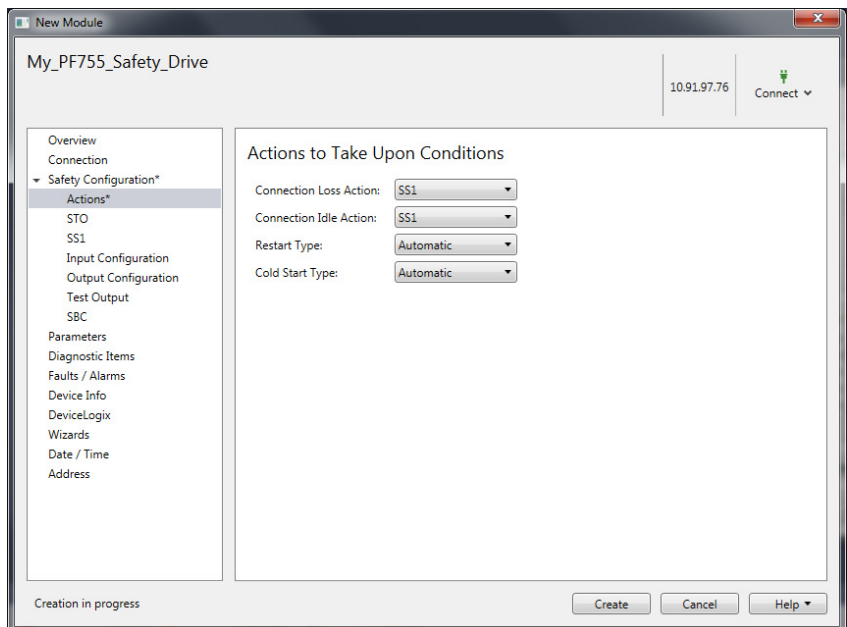 New Module
My_PF755_Safety_Drive
10.91.97.76
Connect
Overview
Connection
Safety Configuration*
Actions*
STO
SS1
Input Configuration
Output Configuration
Test Output
SBC
Parameters
Diagnostic Items
Faults / Alarms
Device Info
DeviceLogix
Wizards
Date / Time
Address
Actions to Take Upon Conditions
Connection Loss Action: SS1
Connection Idle Action: SS1
Restart Type: Automatic
Cold Start Type: Automatic
Creation in progress
Create Cancel Help